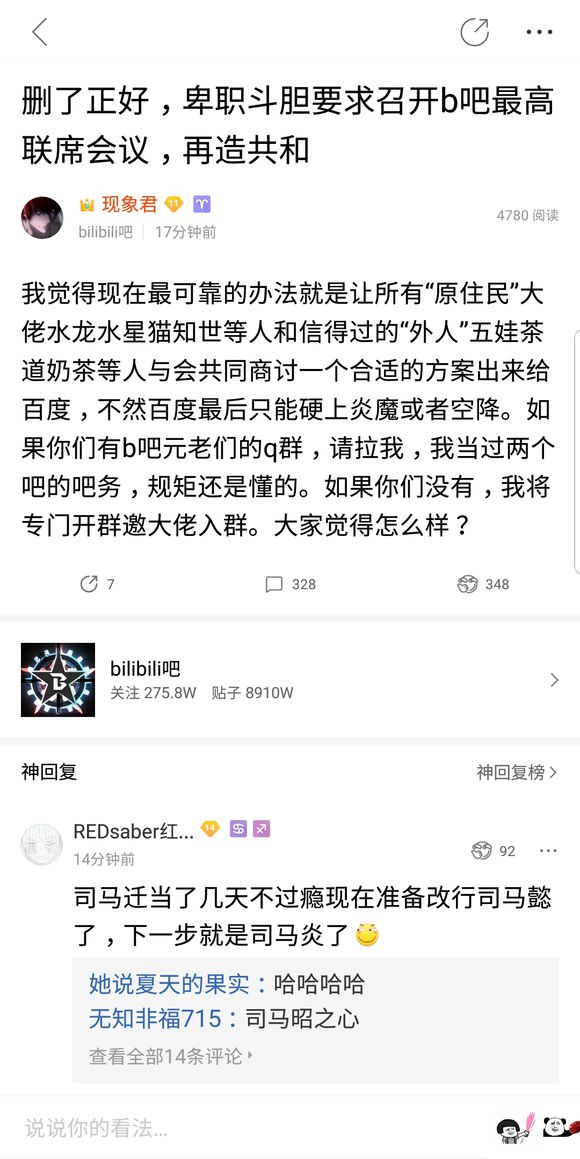 删了正好，卑职斗胆要求召开b吧最高
联席会议，再造共和
现象君 11
bilibili吧 17分钟前
4780 阅读
我觉得现在最可靠的办法就是让所有“原住民”大
佬水龙水星猫知世等人和信得过的“外人”五娃茶
道奶茶等人与会共同商讨一个合适的方案出来给
百度，不然百度最后只能硬上炎魔或者空降。如
果你们有b吧元老们的q群，请拉我，我当过两个
吧的吧务，规矩还是懂的。如果你们没有，我将
专门开群邀大佬入群。大家觉得怎么样？
7 328 348
B
bilibili吧
关注 275.8W 贴子 8910W
神回复 神回复榜
REDsaber红... 14
14分钟前
92
司马迁当了几天不过瘾现在准备改行司马懿
了，下一步就是司马炎了
她说夏天的果实：哈哈哈哈
无知非福715：司马昭之心
查看全部14条评论
说说你的看法...